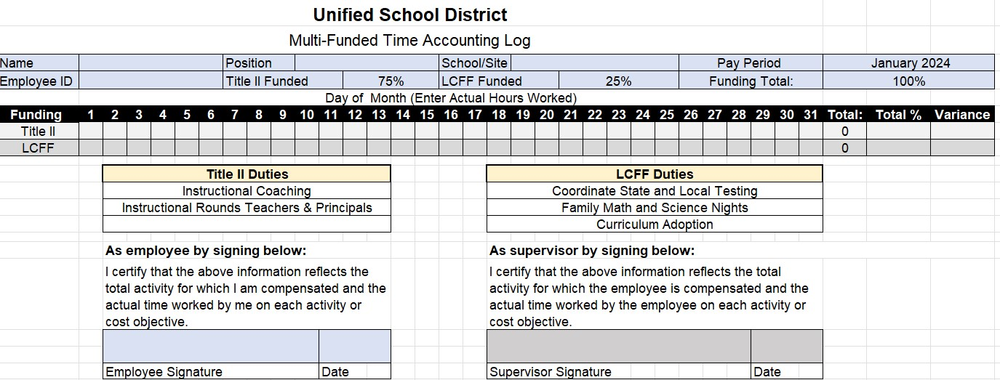 Unified School District
Multi-Funded Time Accounting Log
Name Position School/Site Pay Period January 2024
Employee ID Title II Funded 75% LCFF Funded 25% Funding Total: 100%
Day of Month (Enter Actual Hours Worked)
Funding 1 2 3 4 5 6 7 8 9 10 11 12 13 14 15 16 17 18 19 20 21 22 23 24 25 26 27 28 29 30 31 Total: Total % Variance
Title II 0
LCFF 0
Title II Duties LCFF Duties
Instructional Coaching Coordinate State and Local Testing
Instructional Rounds Teachers & Principals Family Math and Science Nights
Curriculum Adoption
As employee by signing below:
I certify that the above information reflects the
total activity for which I am compensated and the
actual time worked by me on each activity or
cost objective.
Employee Signature Date
As supervisor by signing below:
I certify that the above information reflects the total
activity for which the employee is compensated and the
actual time worked by the employee on each activity or
cost objective.
Supervisor Signature Date